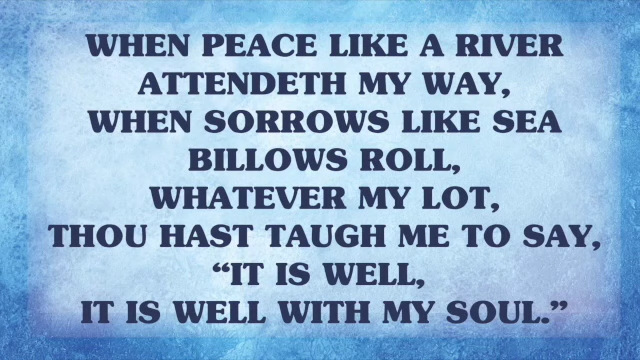 WHEN PEACE LIKE A RIVER
ATTENDETH MY WAY,
WHEN SORROWS LIKE SEA
BILLOWS ROLL,
WHATEVER MY LOT,
THOU HAST TAUGH ME TO SAY,
“IT IS WELL,
IT IS WELL WITH MY SOUL.”